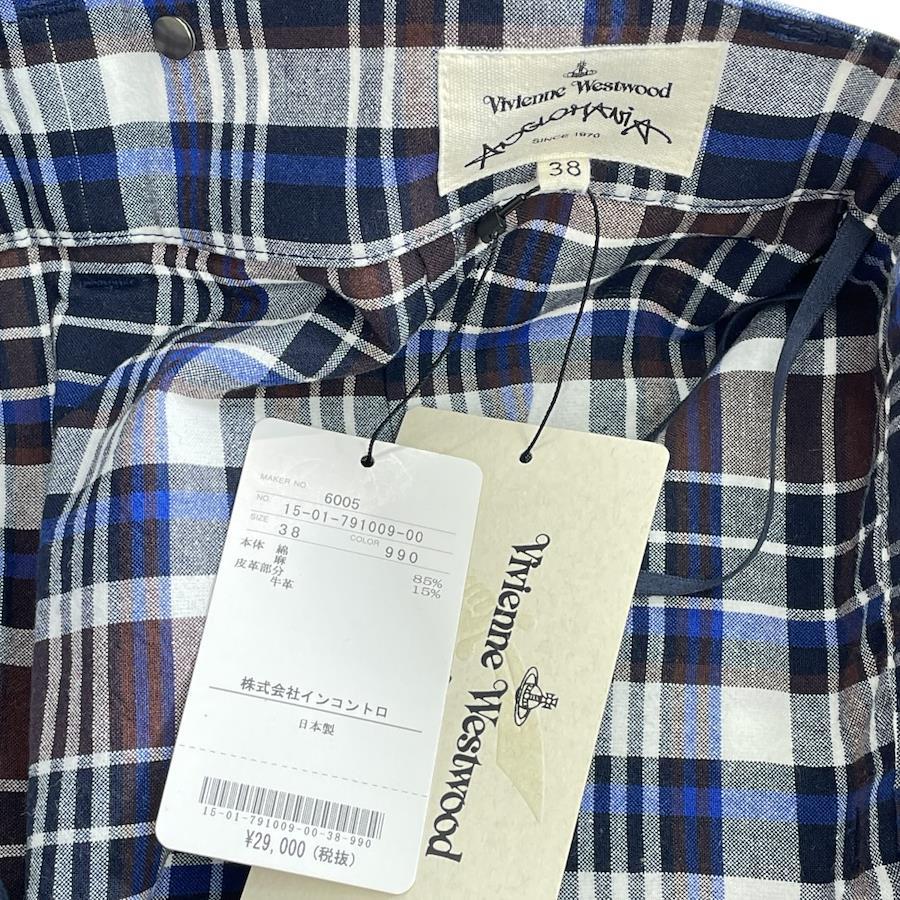 Vivienne Westwood
ANGLOMANIA
SINCE 1970
38
MAKER NO. 6005
NO. 15-01-791009-00
SIZE 38 COLOR 990
本体 綿 85%
麻 15%
皮革部分
牛革
株式会社インコントロ
日本製
15-01-791009-00-38-990
¥29,000 (税抜)
Vivienne Westwood